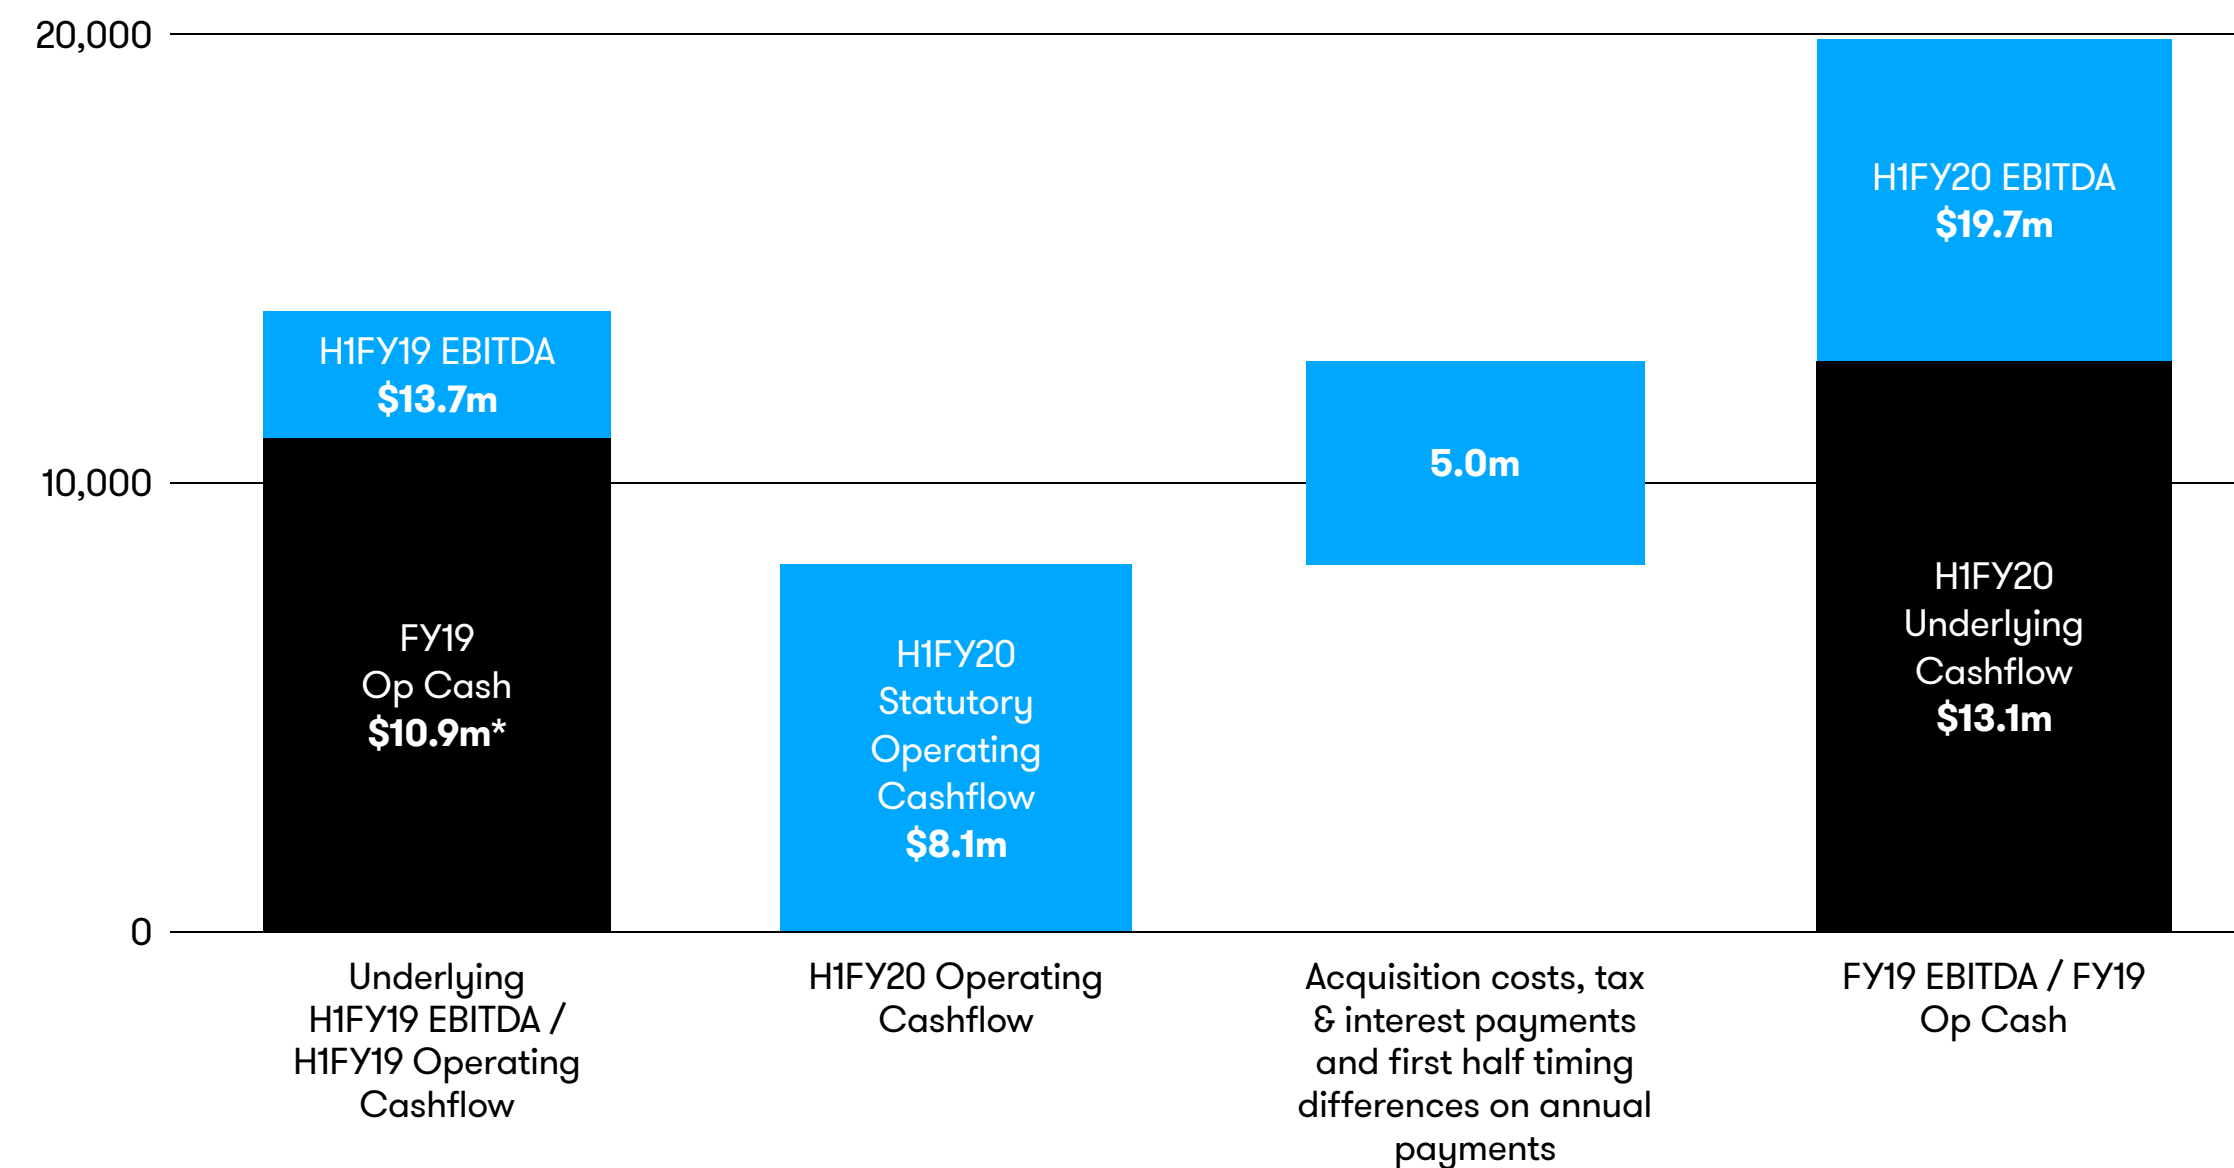 20,000
10,000
0
H1FY19 EBITDA
$13.7m
FY19
Op Cash
$10.9m*
H1FY20
Statutory
Operating
Cashflow
$8.1m
5.0m
H1FY20 EBITDA
$19.7m
H1FY20
Underlying
Cashflow
$13.1m
Underlying
H1FY19 EBITDA /
H1FY19 Operating
Cashflow
H1FY20 Operating
Cashflow
Acquisition costs, tax
& interest payments
and first half timing
differences on annual
payments
FY19 EBITDA / FY19
Op Cash